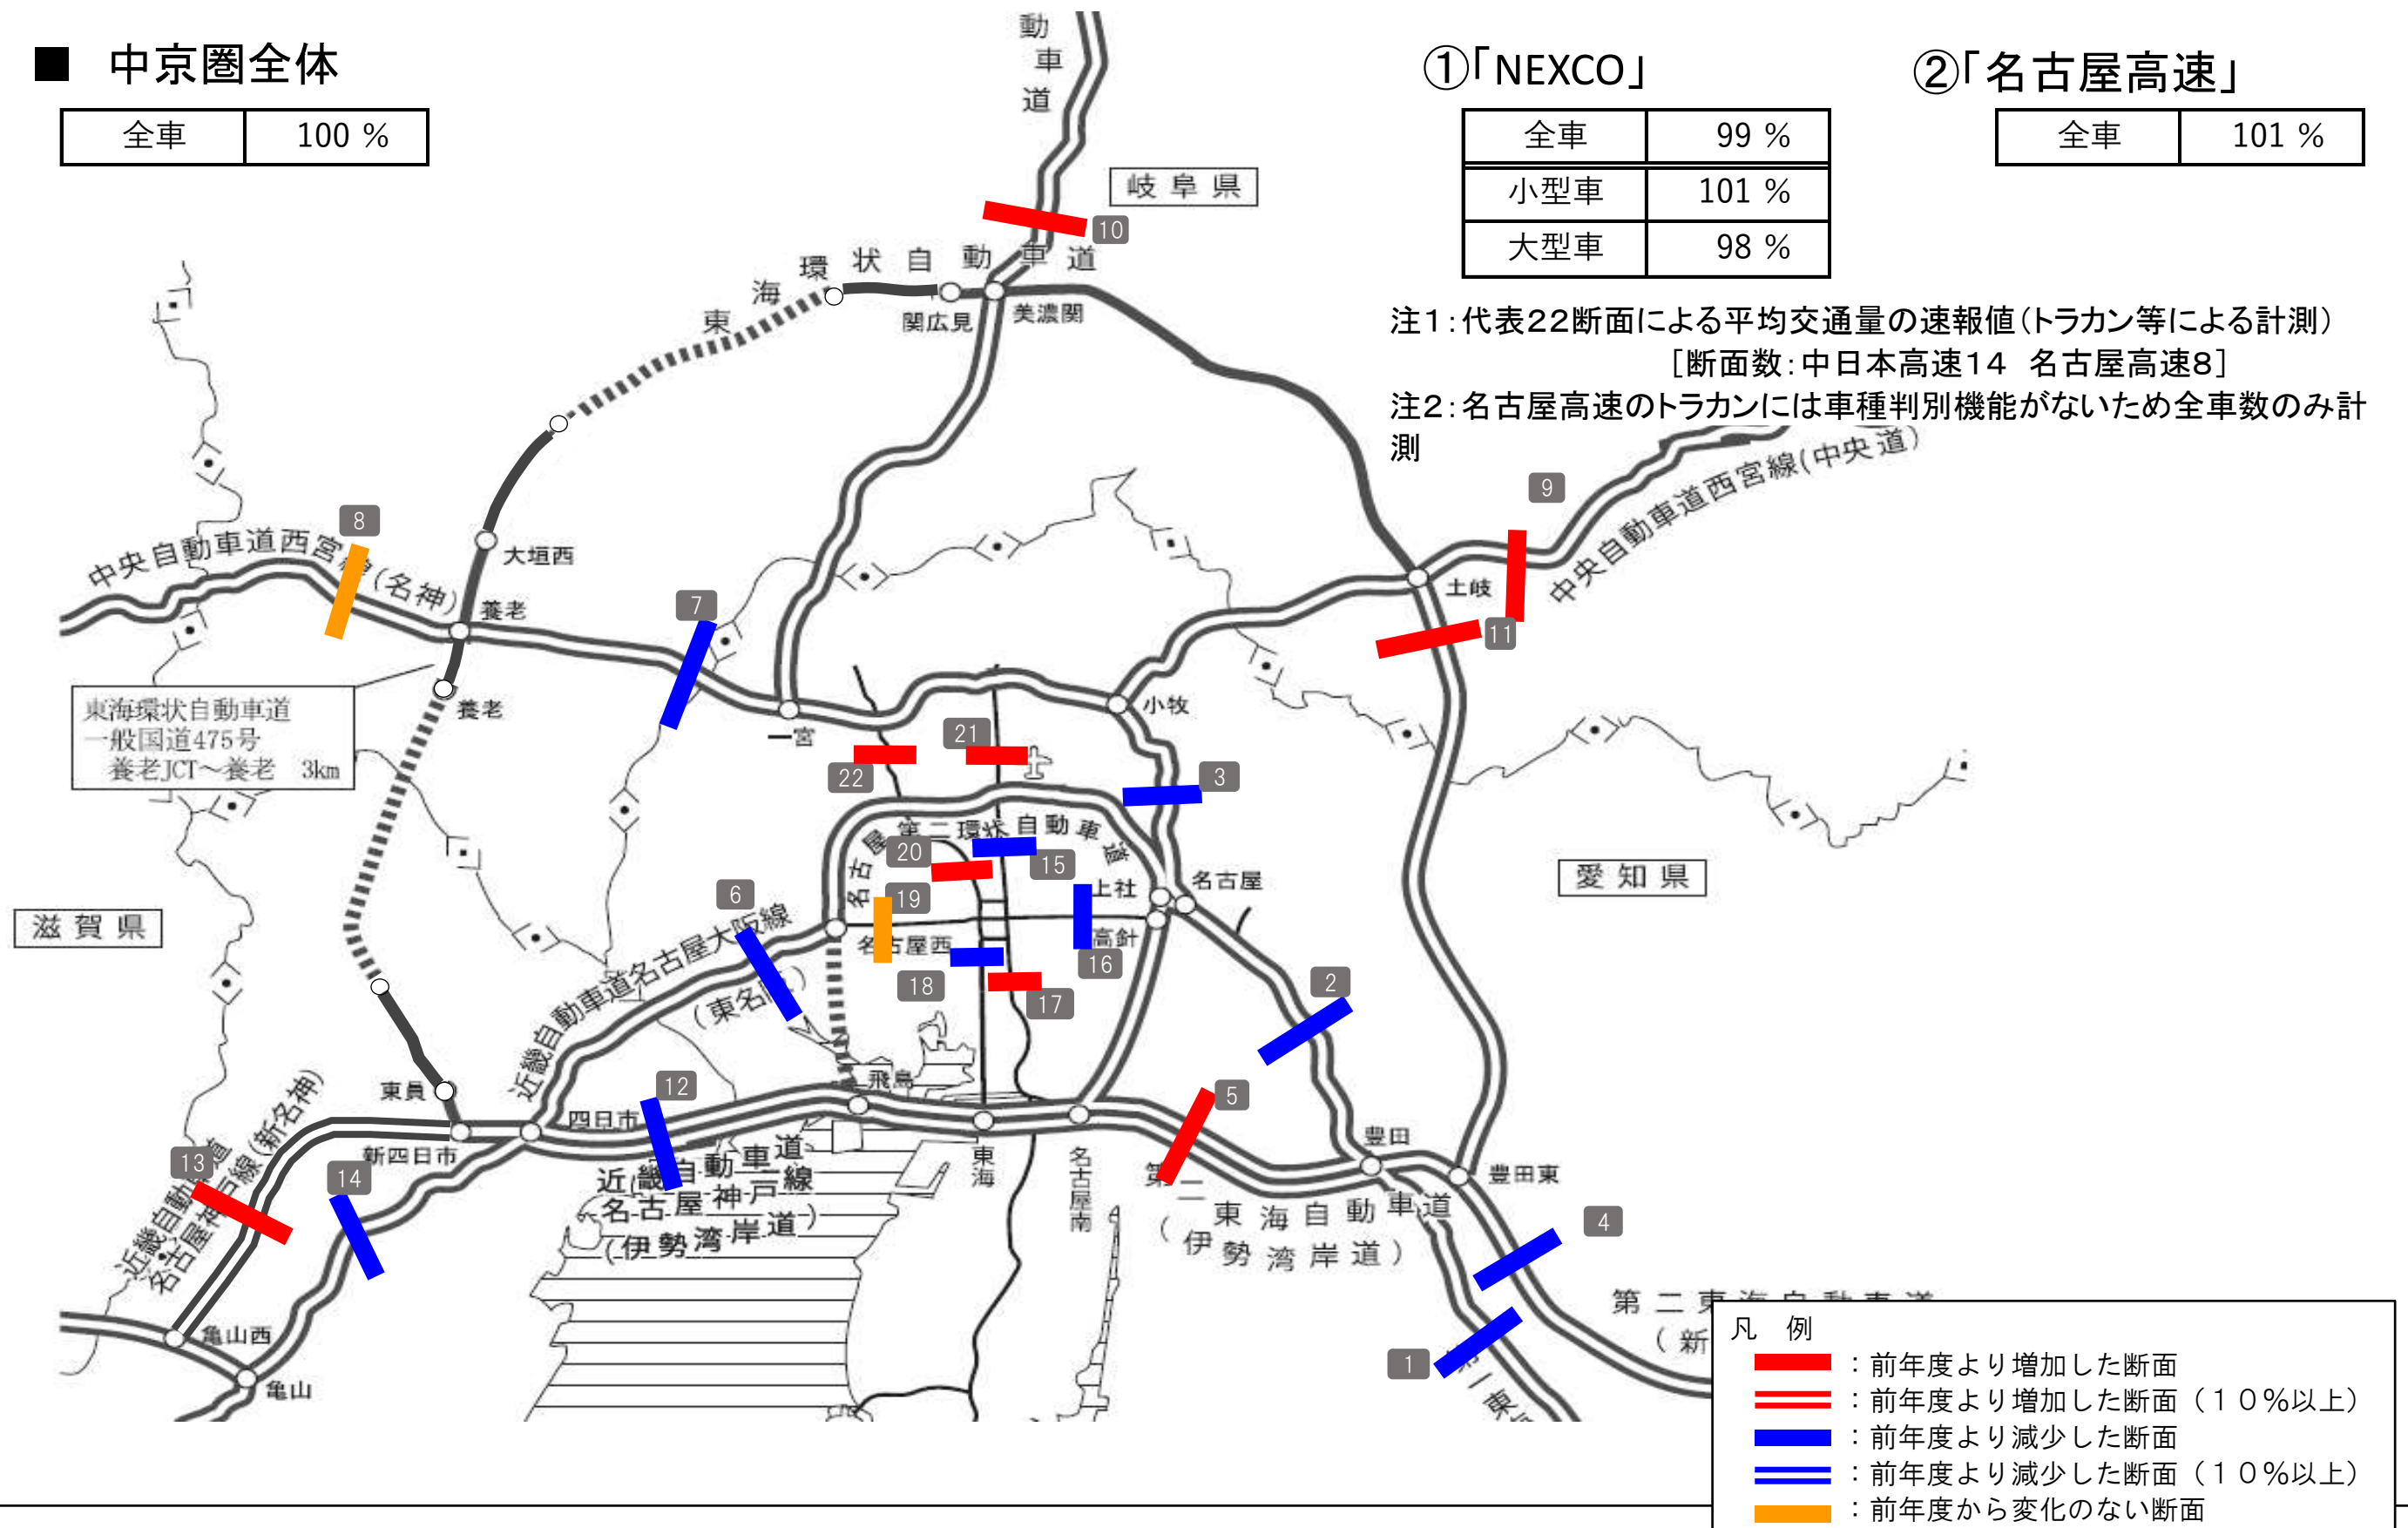 ■ 中京圏全体
全車 100 %
①「NEXCO」
全車 99 %
小型車 101 %
大型車 98 %
②「名古屋高速」
全車 101 %
注1:代表22断面による平均交通量の速報値(トラカン等による計測)
[断面数:中日本高速14 名古屋高速8]
注2:名古屋高速のトラカンには車種判別機能がないため全車数のみ計
測
動車道
岐阜県
10
東海環状自動車道
関広見
美濃関
9
中央自動車道西宮線(中央道)
8
中央自動車道西宮線(名神)
大垣西
養老
7
土岐
11
東海環状自動車道
一般国道475号
養老JCT~養老 3km
養老
一宮
小牧
21
22
3
名古屋第二環状自動車道
20
15
上社
名古屋
愛知県
19
6
滋賀県
名古屋西
高針
16
近畿自動車道名古屋大阪線
18
17
2
飛島
東員
12
5
四日市
新四日市
豊田
豊田東
13
14
近畿自動車道
名古屋神戸線
(伊勢湾岸道)
東海
名古屋南
第二
東海自動車道
(伊勢湾岸道)
4
名古屋神戸線(新名神)
亀山西
亀山
1
凡 例
:前年度より増加した断面
:前年度より増加した断面(10%以上)
:前年度より減少した断面
:前年度より減少した断面(10%以上)
:前年度から変化のない断面